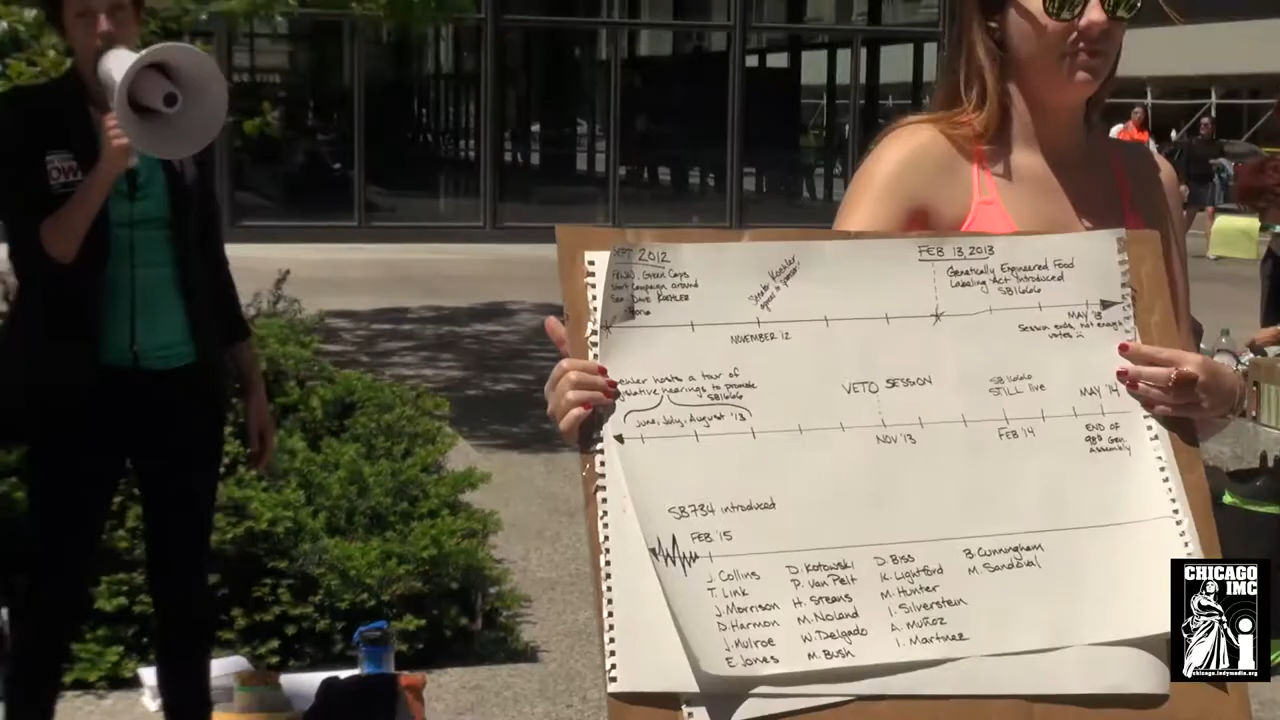 OW
SEPT 2012
F&WW, Green Corps
start campaign around
Sen. DAVE KOEHLER
Senator Koehler
agrees to sponsor
FEB 13, 2013
Genetically Engineered Food
Labeling Act Introduced
SB1666
NOVEMBER '12
MAY '13
Session ends, not enough
votes
hosts a tour of
hearings to promote
SB1666
June, July, August '13
VETO SESSION
SB1666
STILL live
MAY '14
NOV '13
FEB '14
END OF
98th Gen.
Assembly
SB734 introduced
FEB '15
J. Collins
T. Link
J. Morrison
D. Harmon
J. Mulroe
E. Jones
D. Kotowski
P. Van Pelt
H. Steans
M. Noland
W. Delgado
M. Bush
D. Biss
K. Lightford
M. Hunter
I. Silverstein
A. Muñoz
I. Martinez
B. Cunningham
M. Sandoval
CHICAGO
IMC
i
chicago.indymedia.org